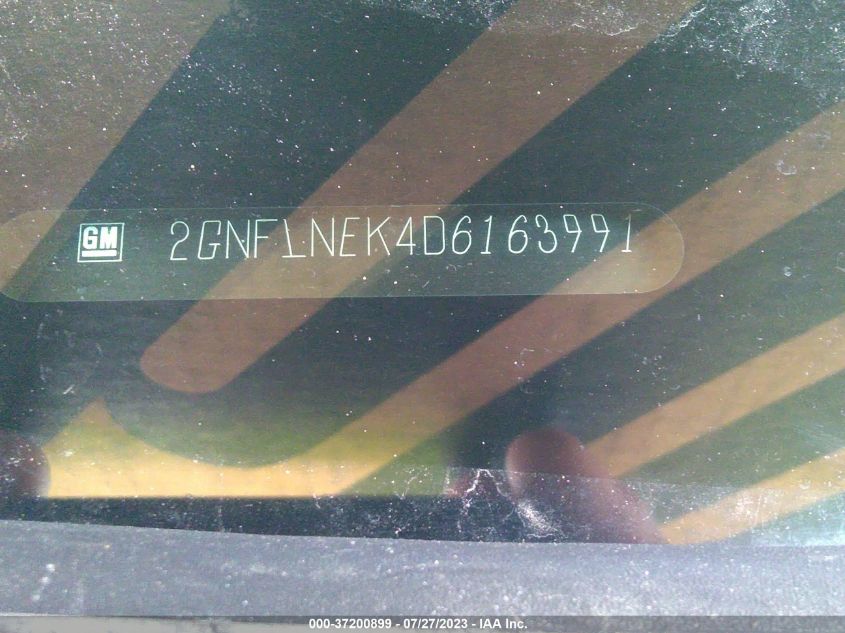 GM 2GNFLNEK4D6163991
000-37200899 - 07/27/2023 - IAA Inc.